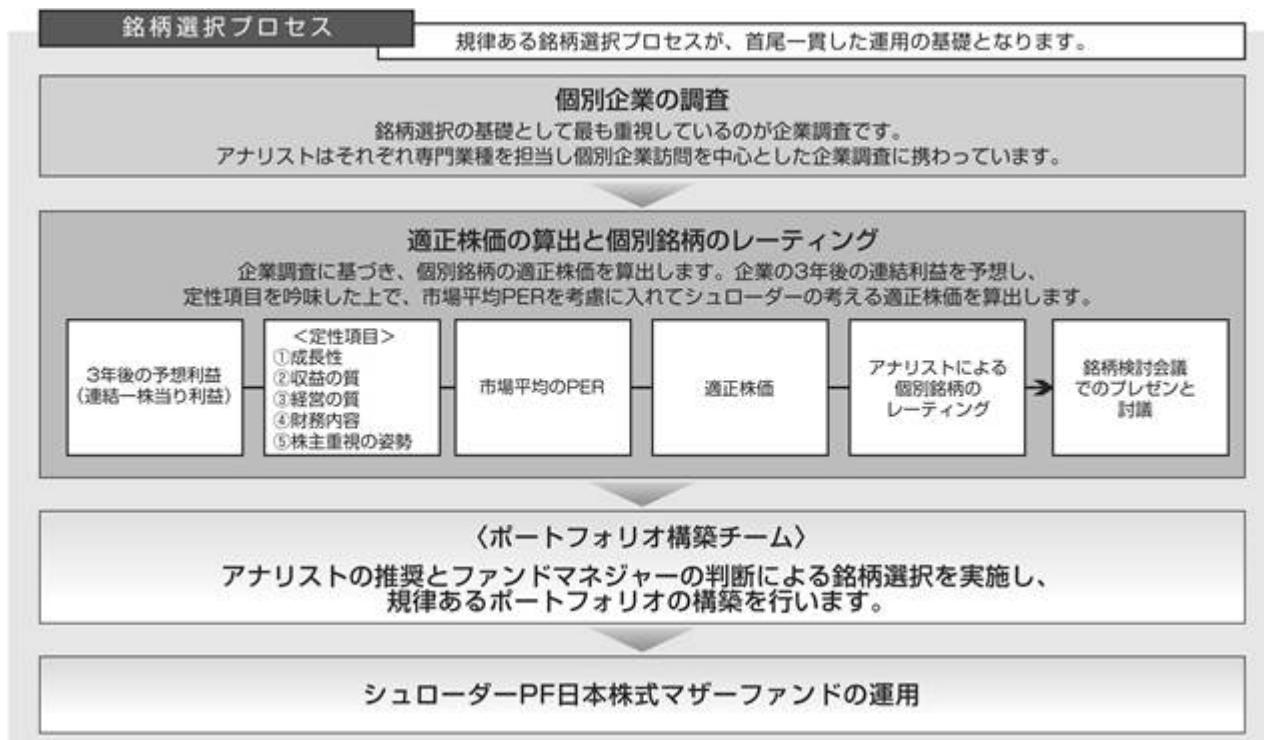 銘柄選択プロセス
規律ある銘柄選択プロセスが、首尾一貫した運用の基礎となります。
個別企業の調査
銘柄選択の基礎として最も重視しているのが企業調査です。
アナリストはそれぞれ専門業種を担当し個別企業訪問を中心とした企業調査に携わっています。
適正株価の算出と個別銘柄のレーティング
企業調査に基づき、個別銘柄の適正株価を算出します。企業の3年後の連結利益を予想し、
定性項目を吟味した上で、市場平均PERを考慮に入れてシュローダーの考える適正株価を算出します。
3年後の予想利益
（連結一株当り利益）
＜定性項目＞
①成長性
②収益の質
③経営の質
④財務内容
⑤株主重視の姿勢
市場平均のPER
適正株価
アナリストによる
個別銘柄の
レーティング
銘柄検討会議
でのプレゼンと
討議
〈ポートフォリオ構築チーム〉
アナリストの推奨とファンドマネジャーの判断による銘柄選択を実施し、
規律あるポートフォリオの構築を行います。
シュローダーPF日本株式マザーファンドの運用